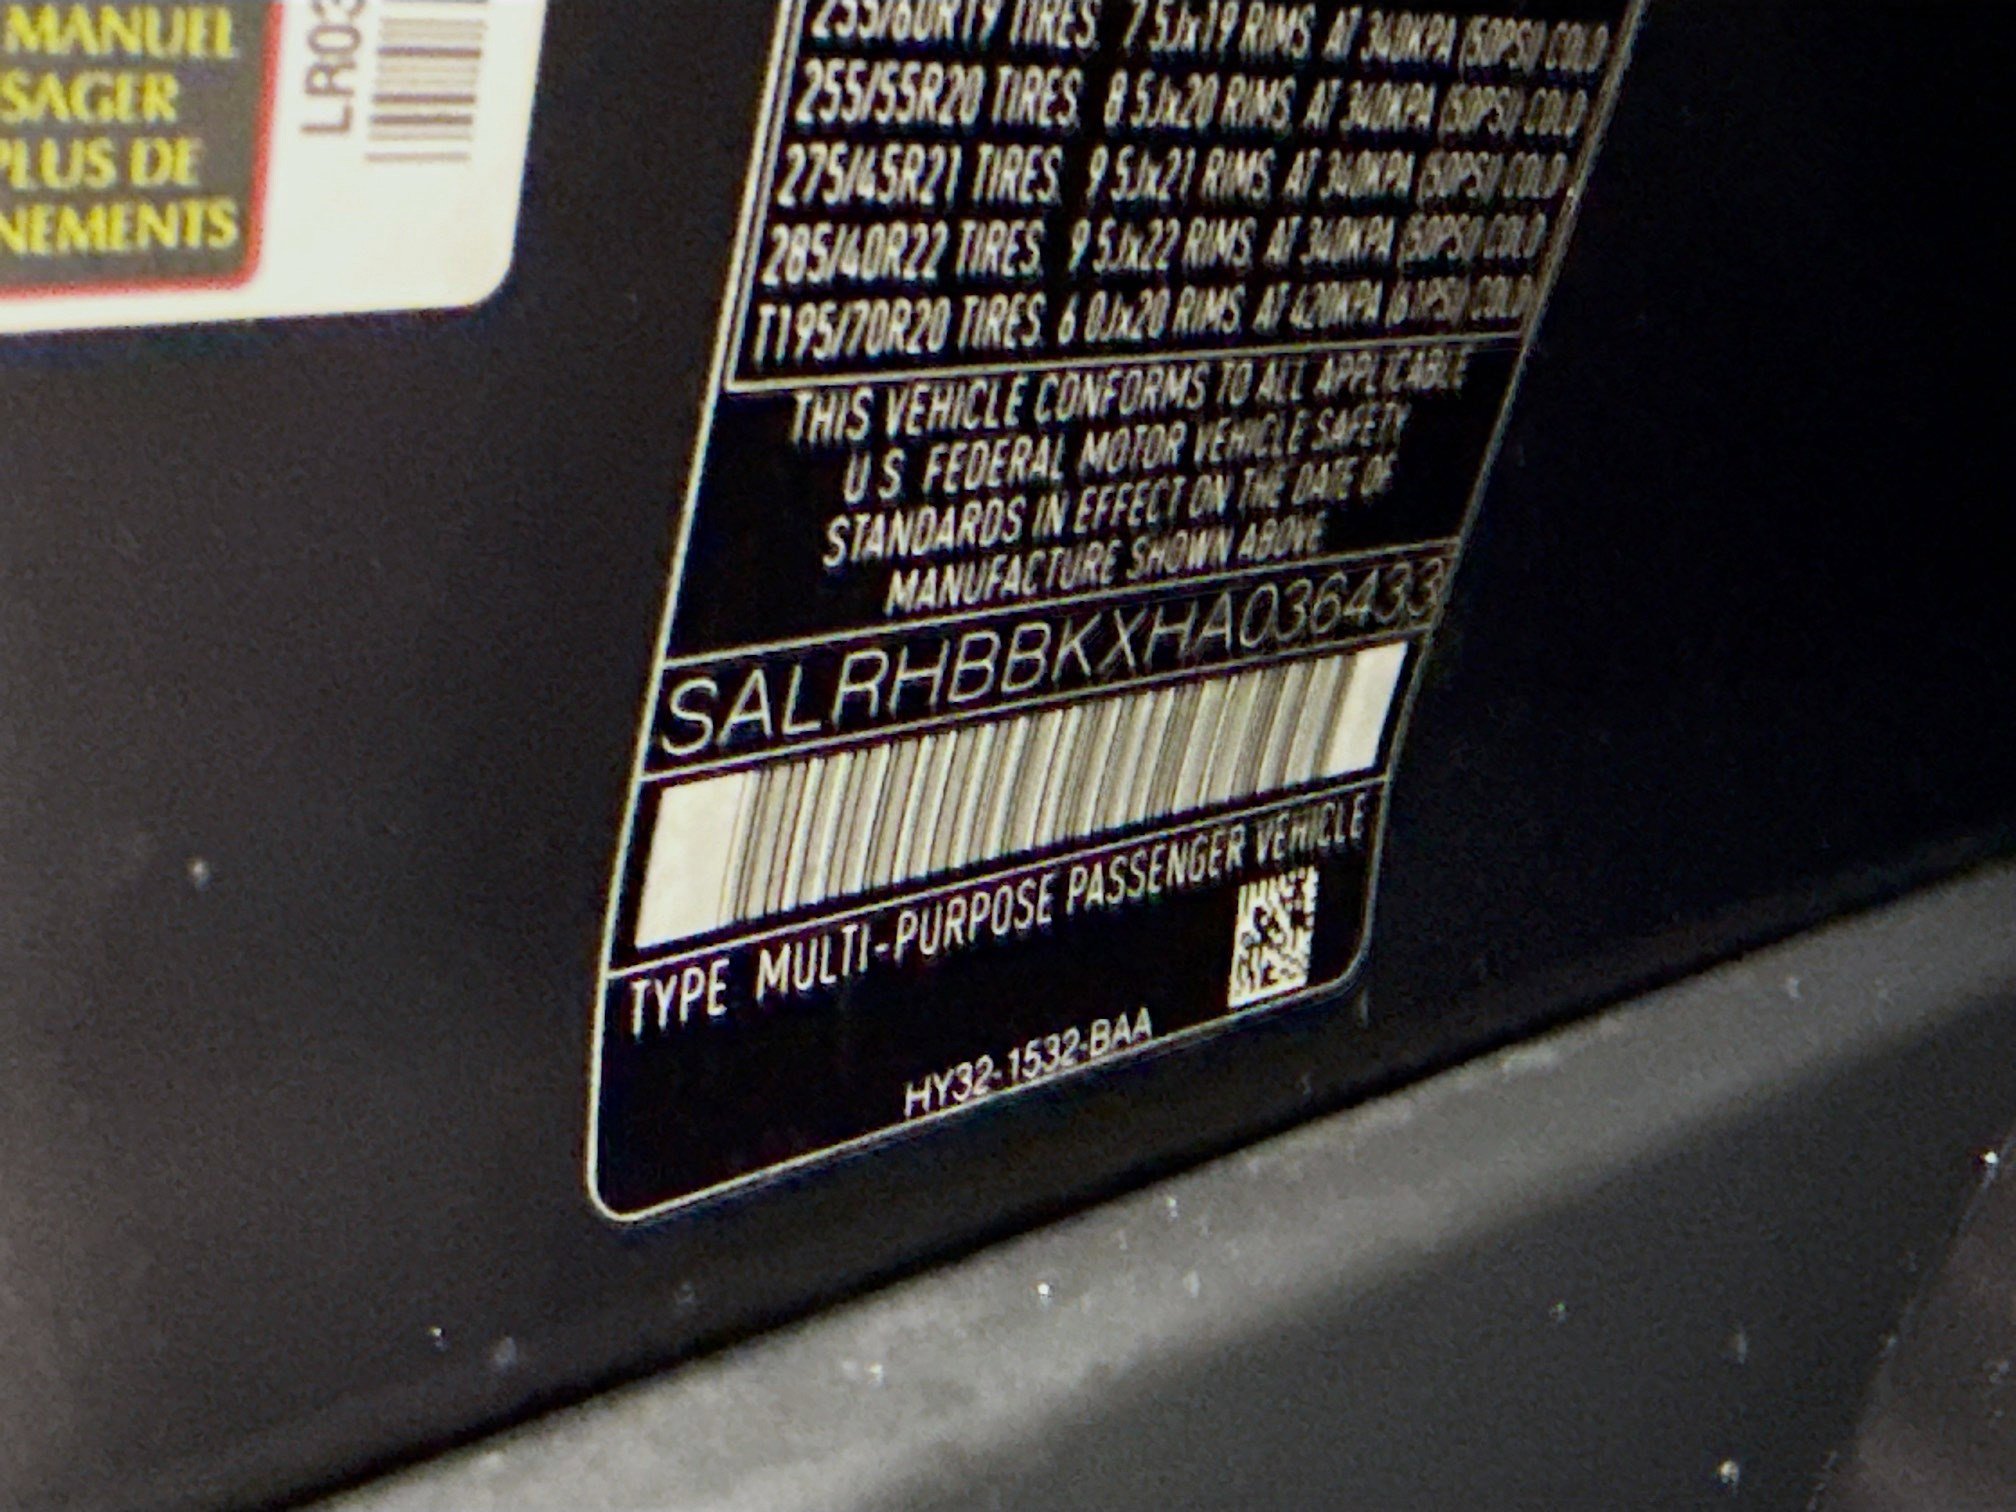 MANUEL
SAGER
PLUS DE
NEMENTS
LR03
255/60R19 TIRES 7.5Jx19 RIMS AT 340KPA (50PSI) COLD
255/55R20 TIRES 8.5Jx20 RIMS AT 340KPA (50PSI) COLD
275/45R21 TIRES 9.5Jx21 RIMS AT 340KPA (50PSI) COLD
285/40R22 TIRES 9.5Jx22 RIMS AT 340KPA (50PSI) COLD
T195/70R20 TIRES 6.0Jx20 RIMS AT 420KPA (61PSI) COLD
THIS VEHICLE CONFORMS TO ALL APPLICABLE
U.S. FEDERAL MOTOR VEHICLE SAFETY
STANDARDS IN EFFECT ON THE DATE OF
MANUFACTURE SHOWN ABOVE
SALRHBBKXHA036433
TYPE MULTI-PURPOSE PASSENGER VEHICLE
HY32-1532-BAA